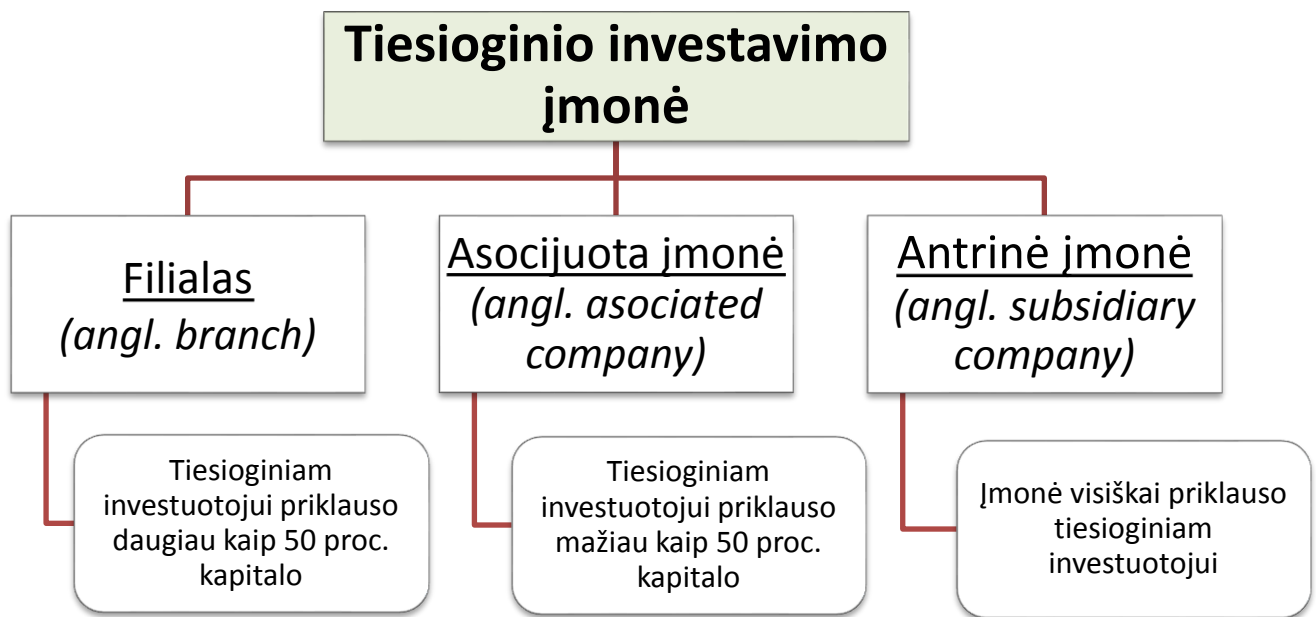 Tiesioginio investavimo
įmonė
Filialas
(angl. branch)
Asocijuota įmonė
(angl. asociated
company)
Antrinė įmonė
(angl. subsidiary
company)
Tiesioginiam
investuotojui priklauso
daugiau kaip 50 proc.
kapitalo
Tiesioginiam
investuotojui priklauso
mažiau kaip 50 proc.
kapitalo
Įmonė visiškai priklauso
tiesioginiam
investuotojui